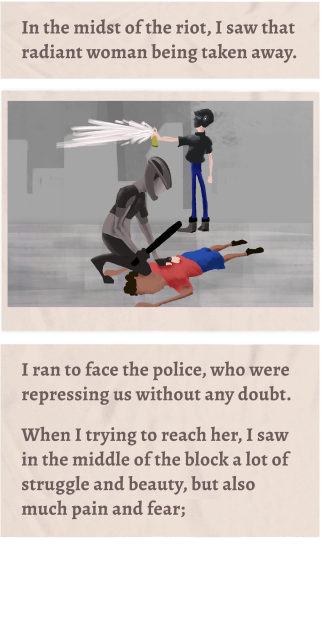 In the midst of the riot, I saw that
radiant woman being taken away.
I ran to face the police, who were
repressing us without any doubt.
When I trying to reach her, I saw
in the middle of the block a lot of
struggle and beauty, but also
much pain and fear;